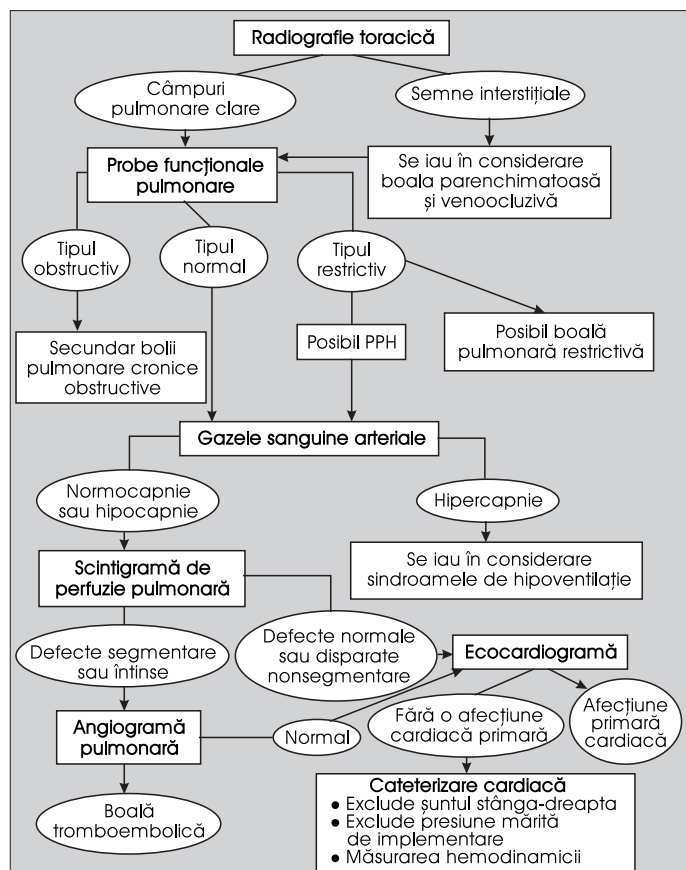 Radiografie toracică
Câmpuri
pulmonare clare
Semne interstițiale
Probe funcționale
pulmonare
Se iau în considerare
boala parenchimatoasă
și venoocluzivă
Tipul
obstructiv
Tipul
normal
Tipul
restrictiv
Secundar bolii
pulmonare cronice
obstructive
Posibil PPH
Posibil boală
pulmonară restrictivă
Gazele sanguine arteriale
Normocapnie
sau hipocapnie
Hipercapnie
Scintigramă de
perfuzie pulmonară
Se iau în considerare
sindroamele de hipoventilație
Defecte segmentare
sau întinse
Defecte normale
sau disparate
nonsegmentare
Ecocardiogramă
Angiogramă
pulmonară
Normal
Fără o afecțiune
cardiacă primară
Afecțiune
primară
cardiacă
Boală
tromboembolică
Cateterizare cardiacă
● Exclude șuntul stânga-dreapta
● Exclude presiune mărită
de implementare
● Măsurarea hemodinamicii